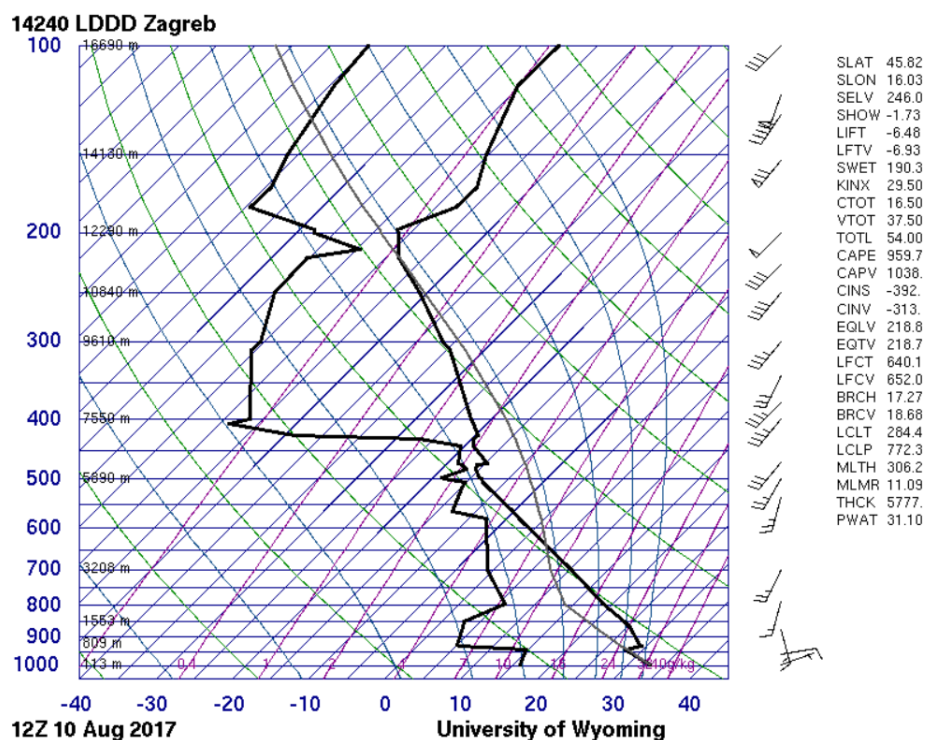 14240 LDDD Zagreb
100
16690 m
14180 m
200
12290 m
10840 m
300
9610 m
400
7550 m
500
5690 m
600
700
3208 m
800
1553 m
900
809 m
1000
113 m
0.4
1
2
4
7
10
16
24
40g/kg
-40
-30
-20
-10
0
10
20
30
40
12Z 10 Aug 2017
University of Wyoming
SLAT 45.82
SLON 16.03
SELV 246.0
SHOW -1.73
LIFT -6.48
LFTV -6.93
SWET 190.3
KINX 29.50
CTOT 16.50
VTOT 37.50
TOTL 54.00
CAPE 959.7
CAPV 1038.
CINS -392.
CINV -313.
EQLV 218.8
EQTV 218.7
LFCT 640.1
LFCV 652.0
BRCH 17.27
BRCV 18.68
LCLT 284.4
LCLP 772.3
MLTH 306.2
MLMR 11.09
THCK 5777.
PWAT 31.10